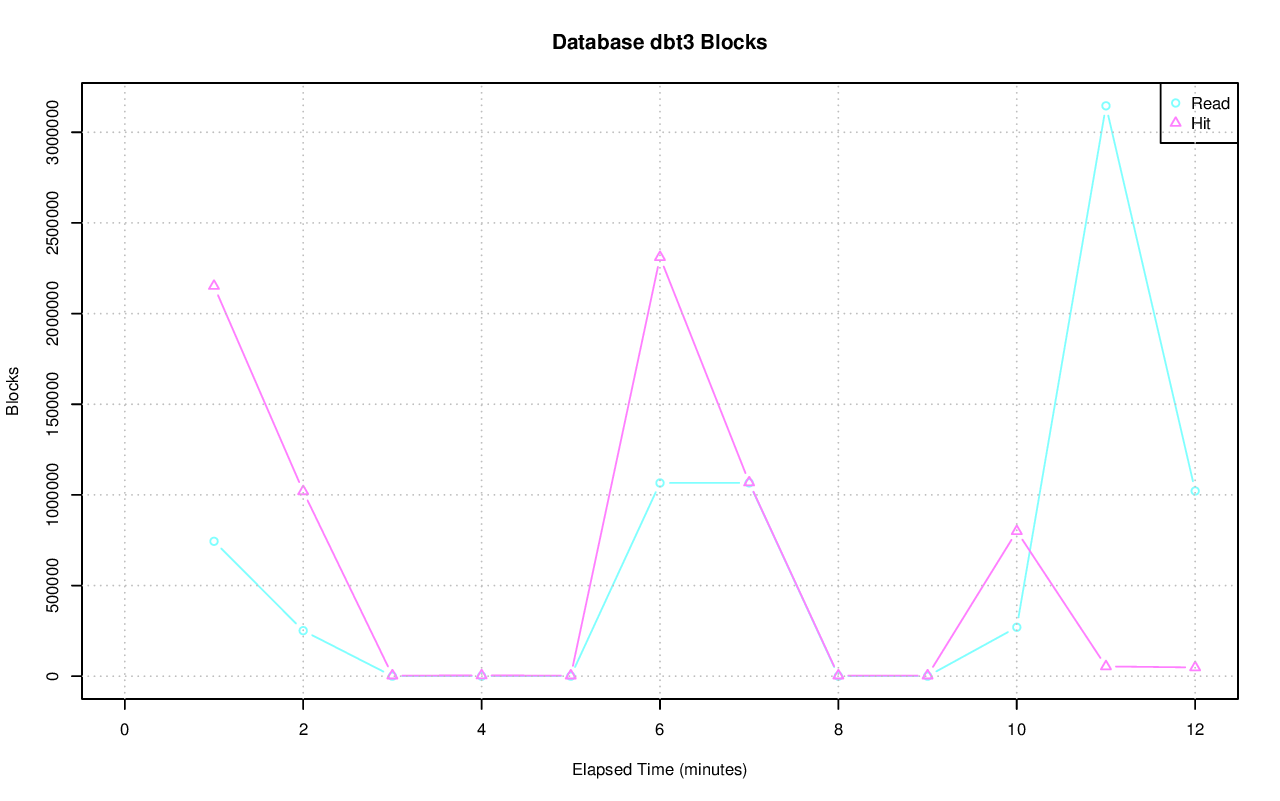 Database dbt3 Blocks
Read
Hit
Blocks
3000000
2500000
2000000
1500000
1000000
500000
0
0 2 4 6 8 10 12
Elapsed Time (minutes)